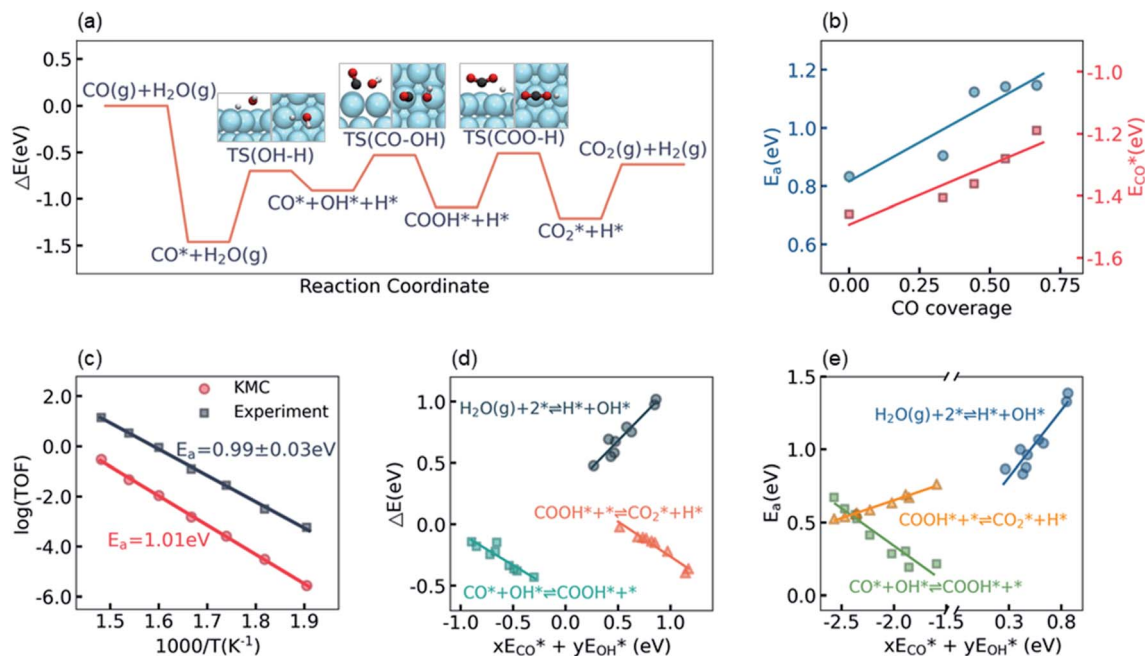 (a)
0.5
0.0
-0.5
-1.0
-1.5
ΔE(eV)
CO(g)+H₂O(g)
CO*+H₂O(g)
TS(OH-H)
CO*+OH*+H*
TS(CO-OH)
COOH*+H*
TS(COO-H)
CO₂*+H*
CO₂(g)+H₂(g)
Reaction Coordinate
(b)
1.2
1.0
0.8
0.6
Eₐ(eV)
-1.0
-1.2
-1.4
-1.6
E_CO*(eV)
0.00 0.25 0.50 0.75
CO coverage
(c)
2.0
0.0
-2.0
-4.0
-6.0
log(TOF)
KMC
Experiment
Eₐ=0.99±0.03eV
Eₐ=1.01eV
1.5 1.6 1.7 1.8 1.9
1000/T(K⁻¹)
(d)
1.0
0.5
0.0
-0.5
ΔE(eV)
H₂O(g)+2*⇌H*+OH*
COOH*+*⇌CO₂*+H*
CO*+OH*⇌COOH*+*
-1.0 -0.5 0.0 0.5 1.0
xE_CO* + yE_OH* (eV)
(e)
1.5
1.0
0.5
0.0
Eₐ(eV)
H₂O(g)+2*⇌H*+OH*
COOH*+*⇌CO₂*+H*
CO*+OH*⇌COOH*+*
-2.5 -2.0 -1.5 0.3 0.8
xE_CO* + yE_OH* (eV)